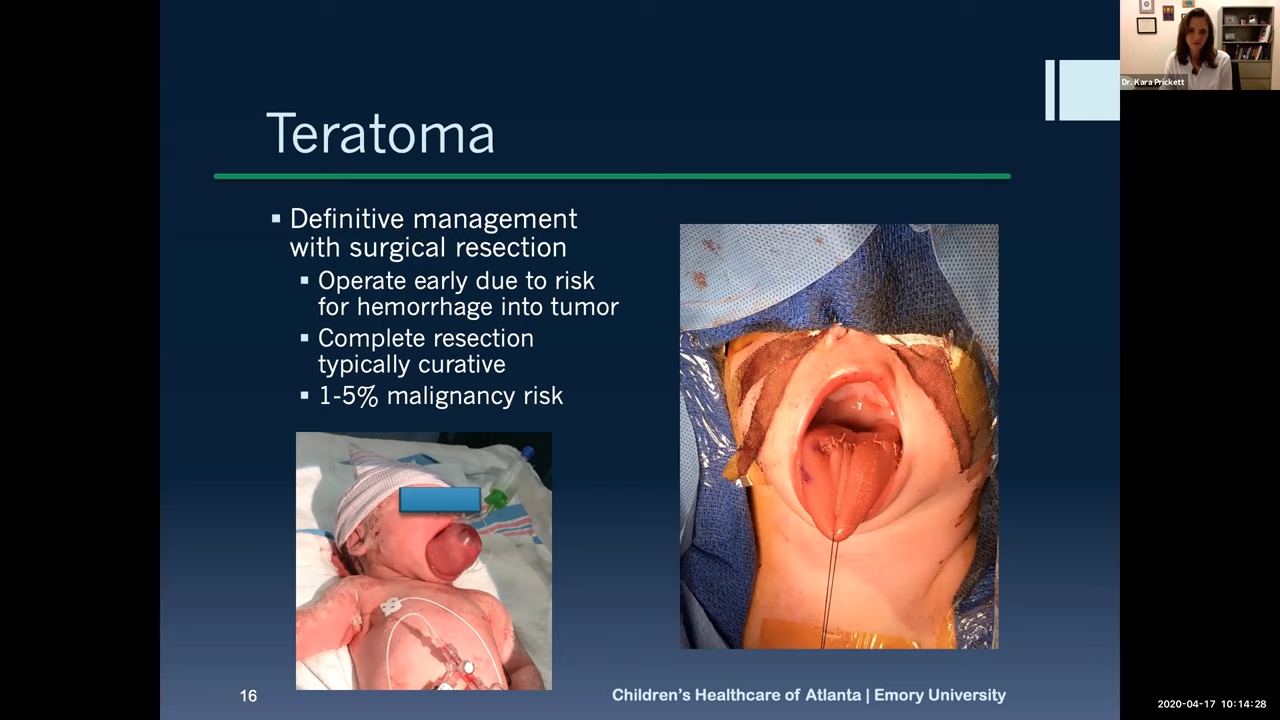 Dr. Kara Prickett
Teratoma
▪ Definitive management
with surgical resection
▪ Operate early due to risk
for hemorrhage into tumor
▪ Complete resection
typically curative
▪ 1-5% malignancy risk
16
Children's Healthcare of Atlanta | Emory University
2020-04-17 10:14:28